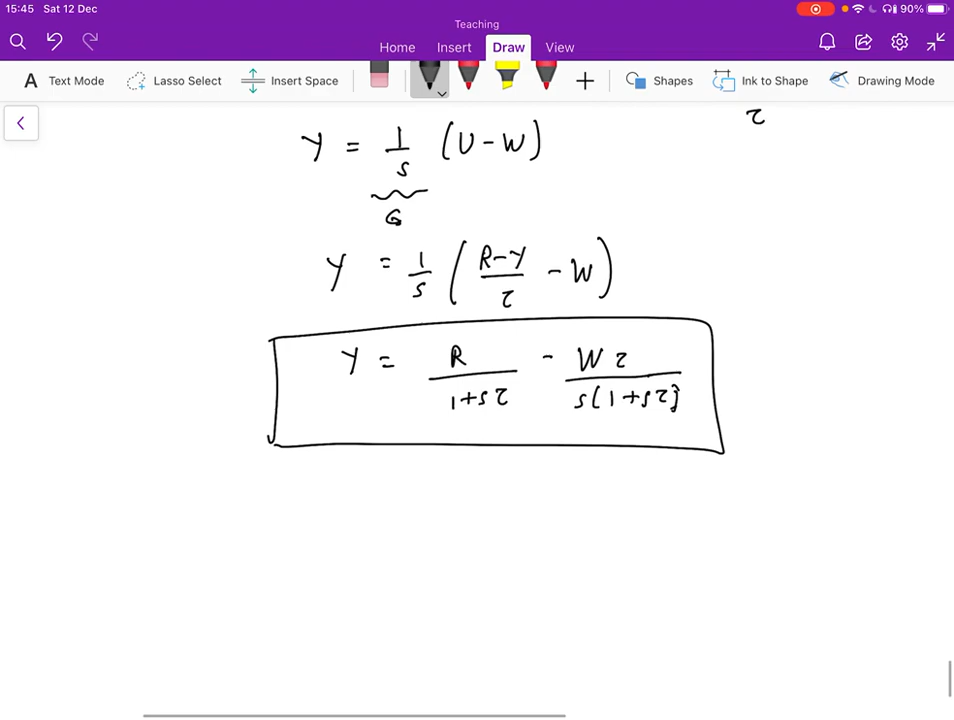 15:45 Sat 12 Dec 90%
Teaching
Home Insert Draw View
A Text Mode Lasso Select Insert Space Shapes Ink to Shape Drawing Mode
τ
Y = 1/s (U - W)
G
Y = 1/s ( (R-Y)/τ - W )
Y = R/(1+sτ) - Wτ/(s(1+sτ))